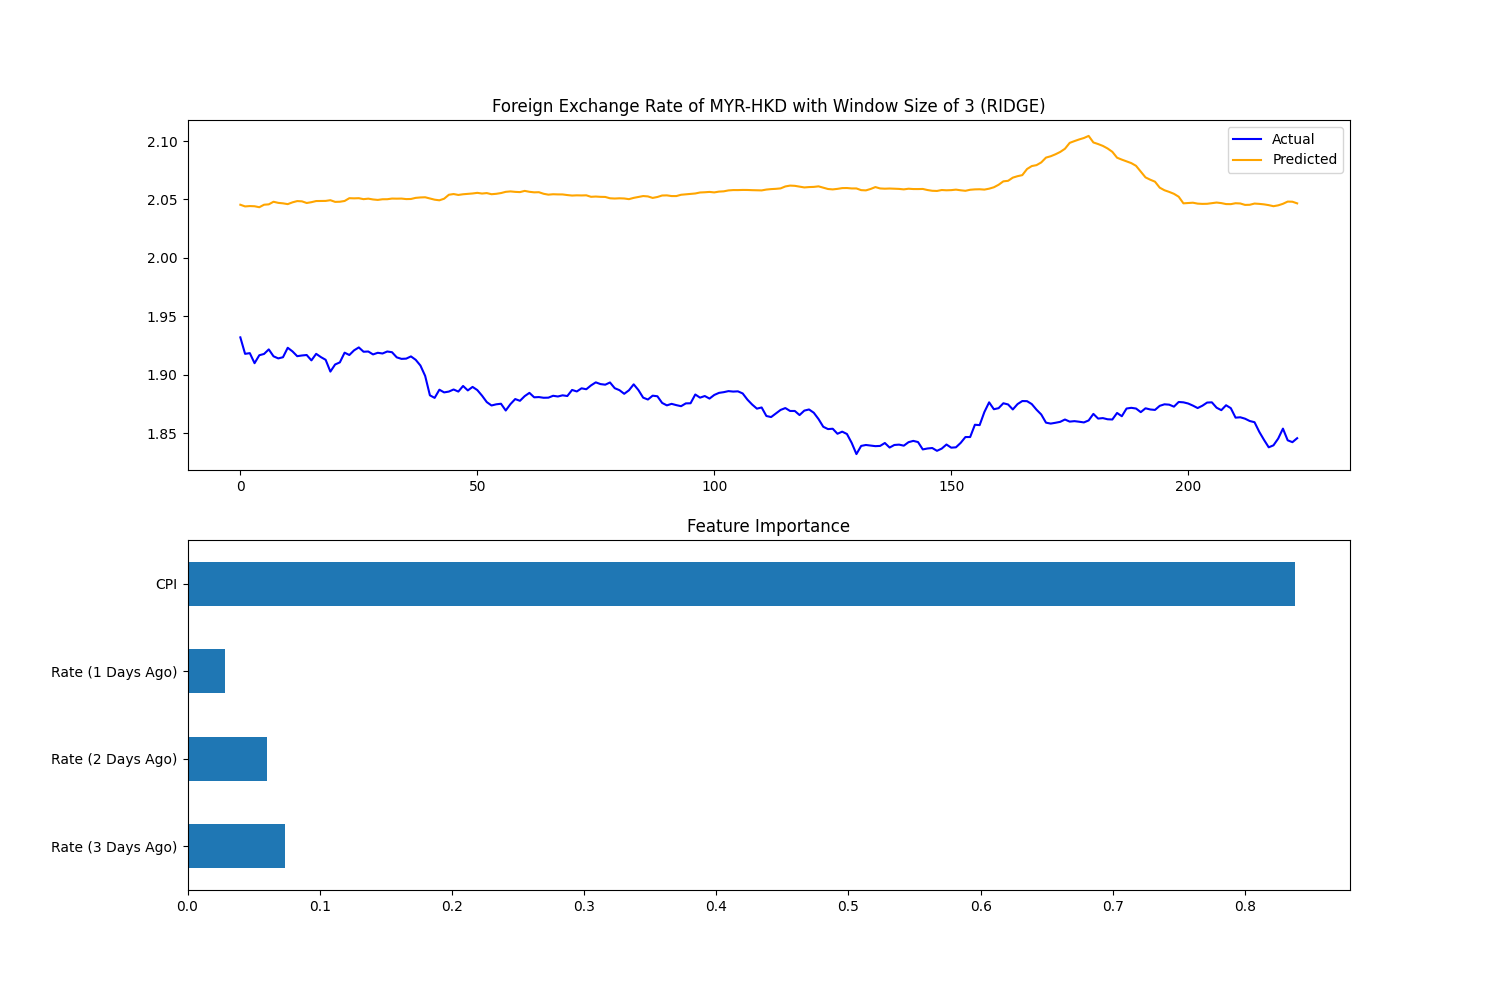 Foreign Exchange Rate of MYR-HKD with Window Size of 3 (RIDGE)
Actual
Predicted
2.10
2.05
2.00
1.95
1.90
1.85
0 50 100 150 200
Feature Importance
CPI
Rate (1 Days Ago)
Rate (2 Days Ago)
Rate (3 Days Ago)
0.0 0.1 0.2 0.3 0.4 0.5 0.6 0.7 0.8